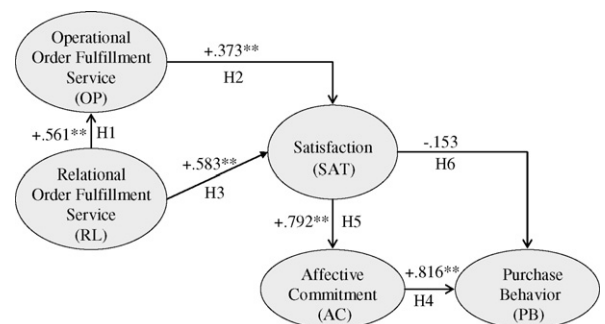 Operational
Order Fulfillment
Service
(OP)
+.373**
H2
+.561**
H1
Relational
Order Fulfillment
Service
(RL)
+.583**
H3
Satisfaction
(SAT)
-.153
H6
+.792**
H5
Affective
Commitment
(AC)
+.816**
H4
Purchase
Behavior
(PB)